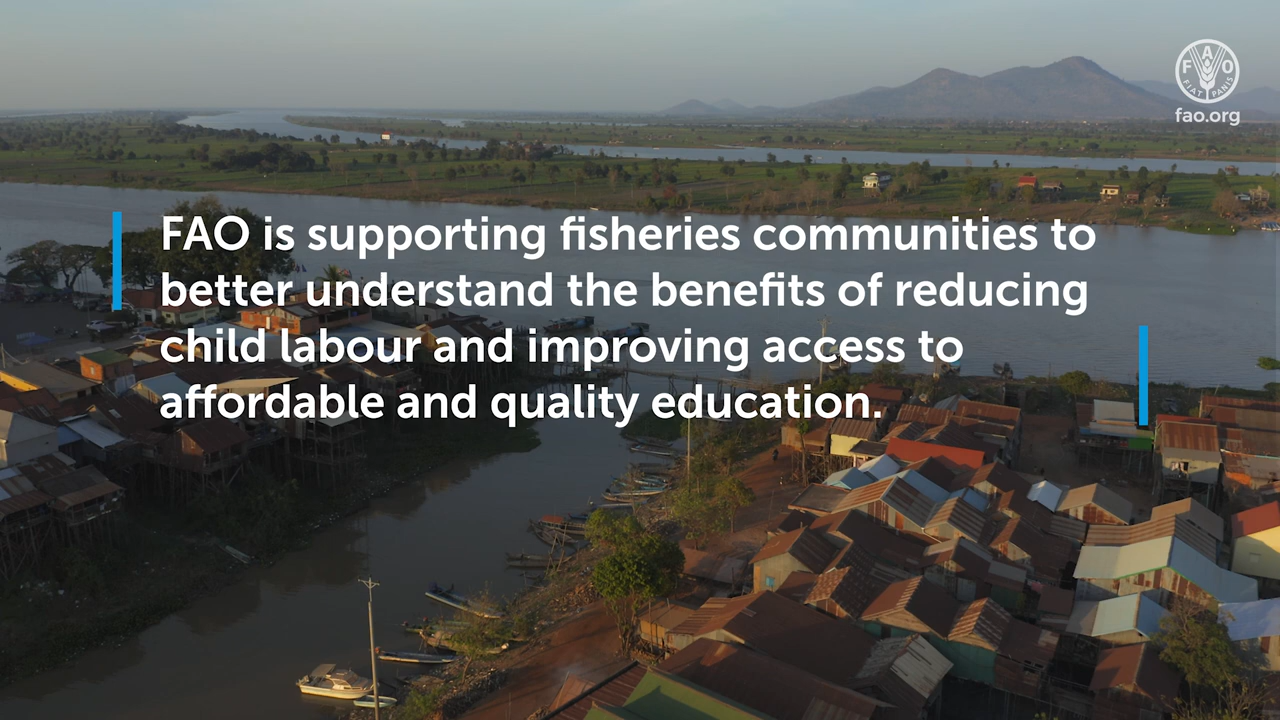 FAO
FIAT PANIS
fao.org
FAO is supporting fisheries communities to
better understand the benefits of reducing
child labour and improving access to
affordable and quality education.